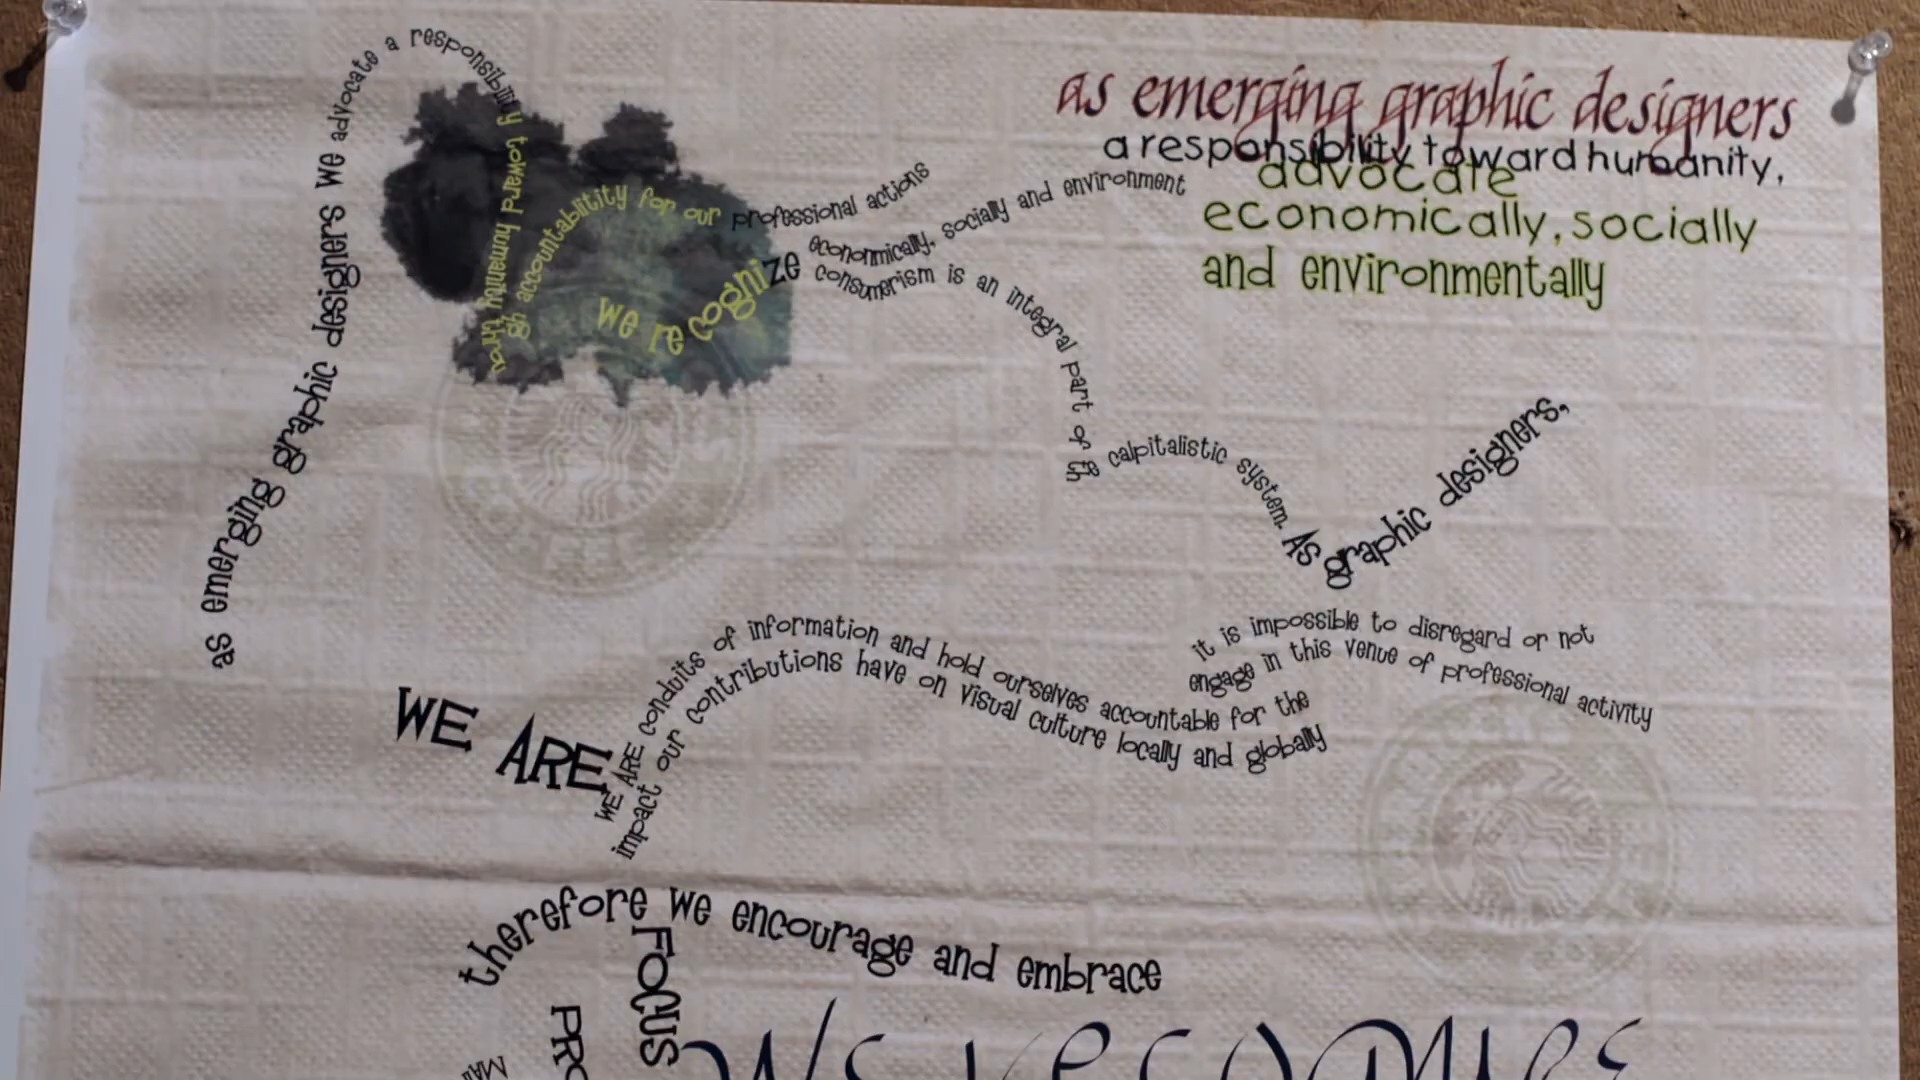 as emerging graphic designers we advocate a responsibility toward humanity throu
gh accountablitity for our professional actions
we recognize economically, socially and environment
consumerism is an integral part of th
e calpitalistic system. As graphic designers,
as emerging graphic designers
a responsibility toward humanity,
advocate
economically, socially
and environmentally
it is impossible to disregard or not
engage in this venue of professional activity
WE ARE
WE ARE conduits of information and hold ourselves accountable for the
impact our contributions have on visual culture locally and globally
therefore we encourage and embrace
FOCUS